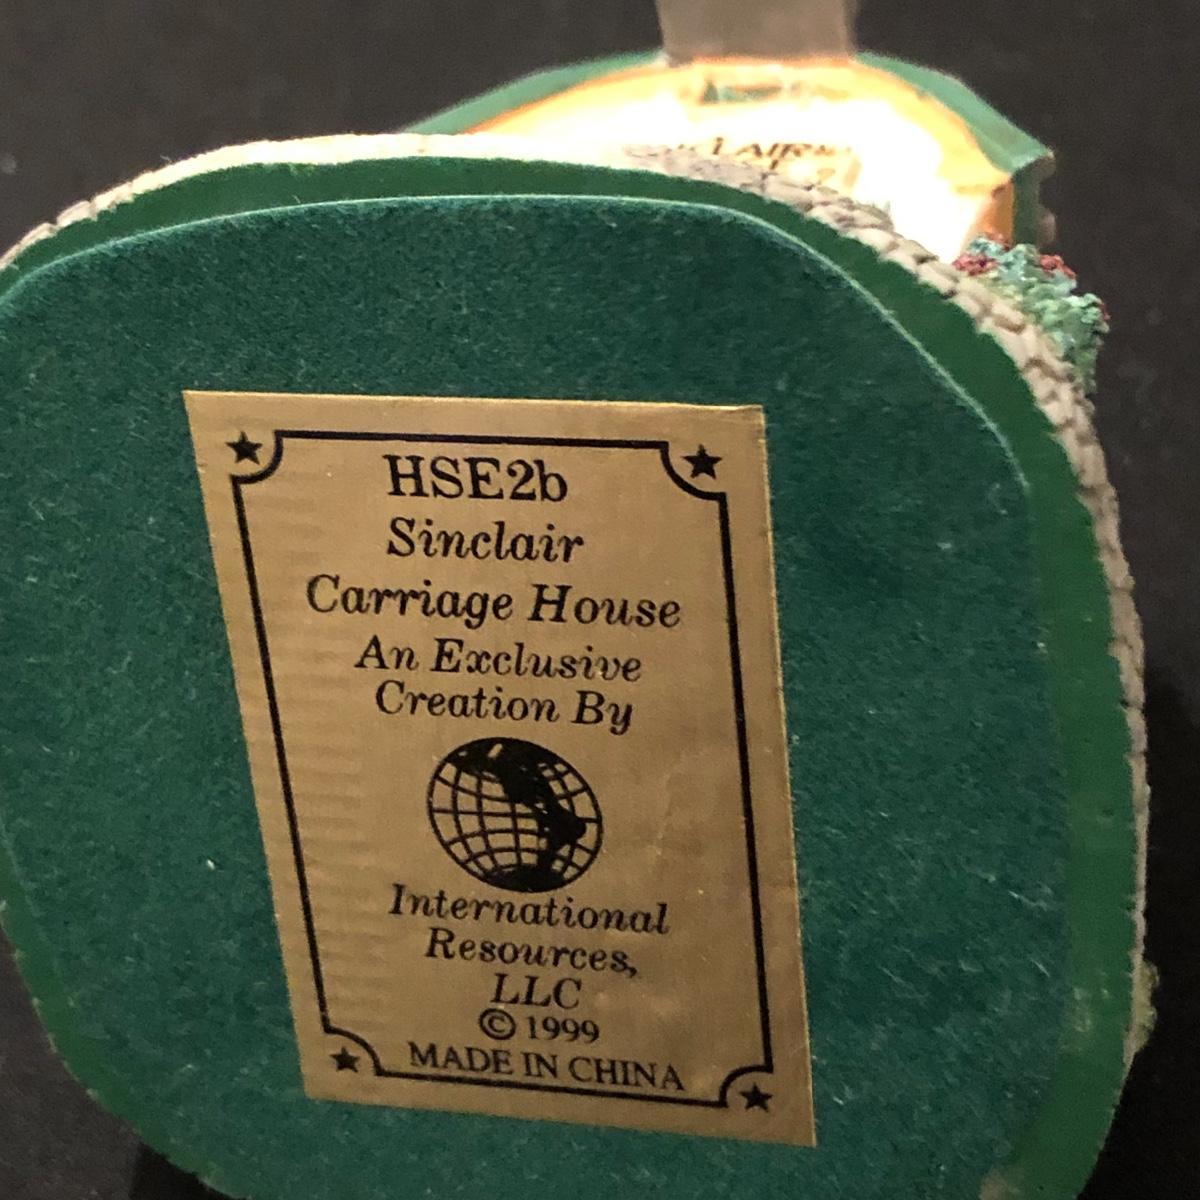 HSE2b
Sinclair
Carriage House
An Exclusive
Creation By
International
Resources,
LLC
© 1999
MADE IN CHINA